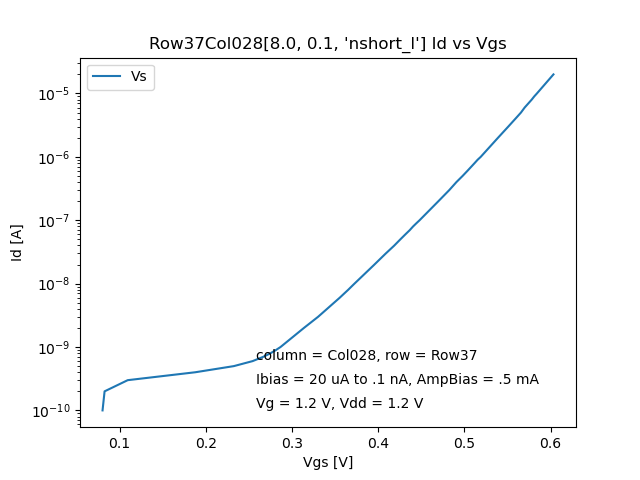 Row37Col028[8.0, 0.1, 'nshort_l'] Id vs Vgs
Vs
Id [A]
10⁻⁵
10⁻⁶
10⁻⁷
10⁻⁸
10⁻⁹
10⁻¹⁰
column = Col028, row = Row37
Ibias = 20 uA to .1 nA, AmpBias = .5 mA
Vg = 1.2 V, Vdd = 1.2 V
0.1 0.2 0.3 0.4 0.5 0.6
Vgs [V]